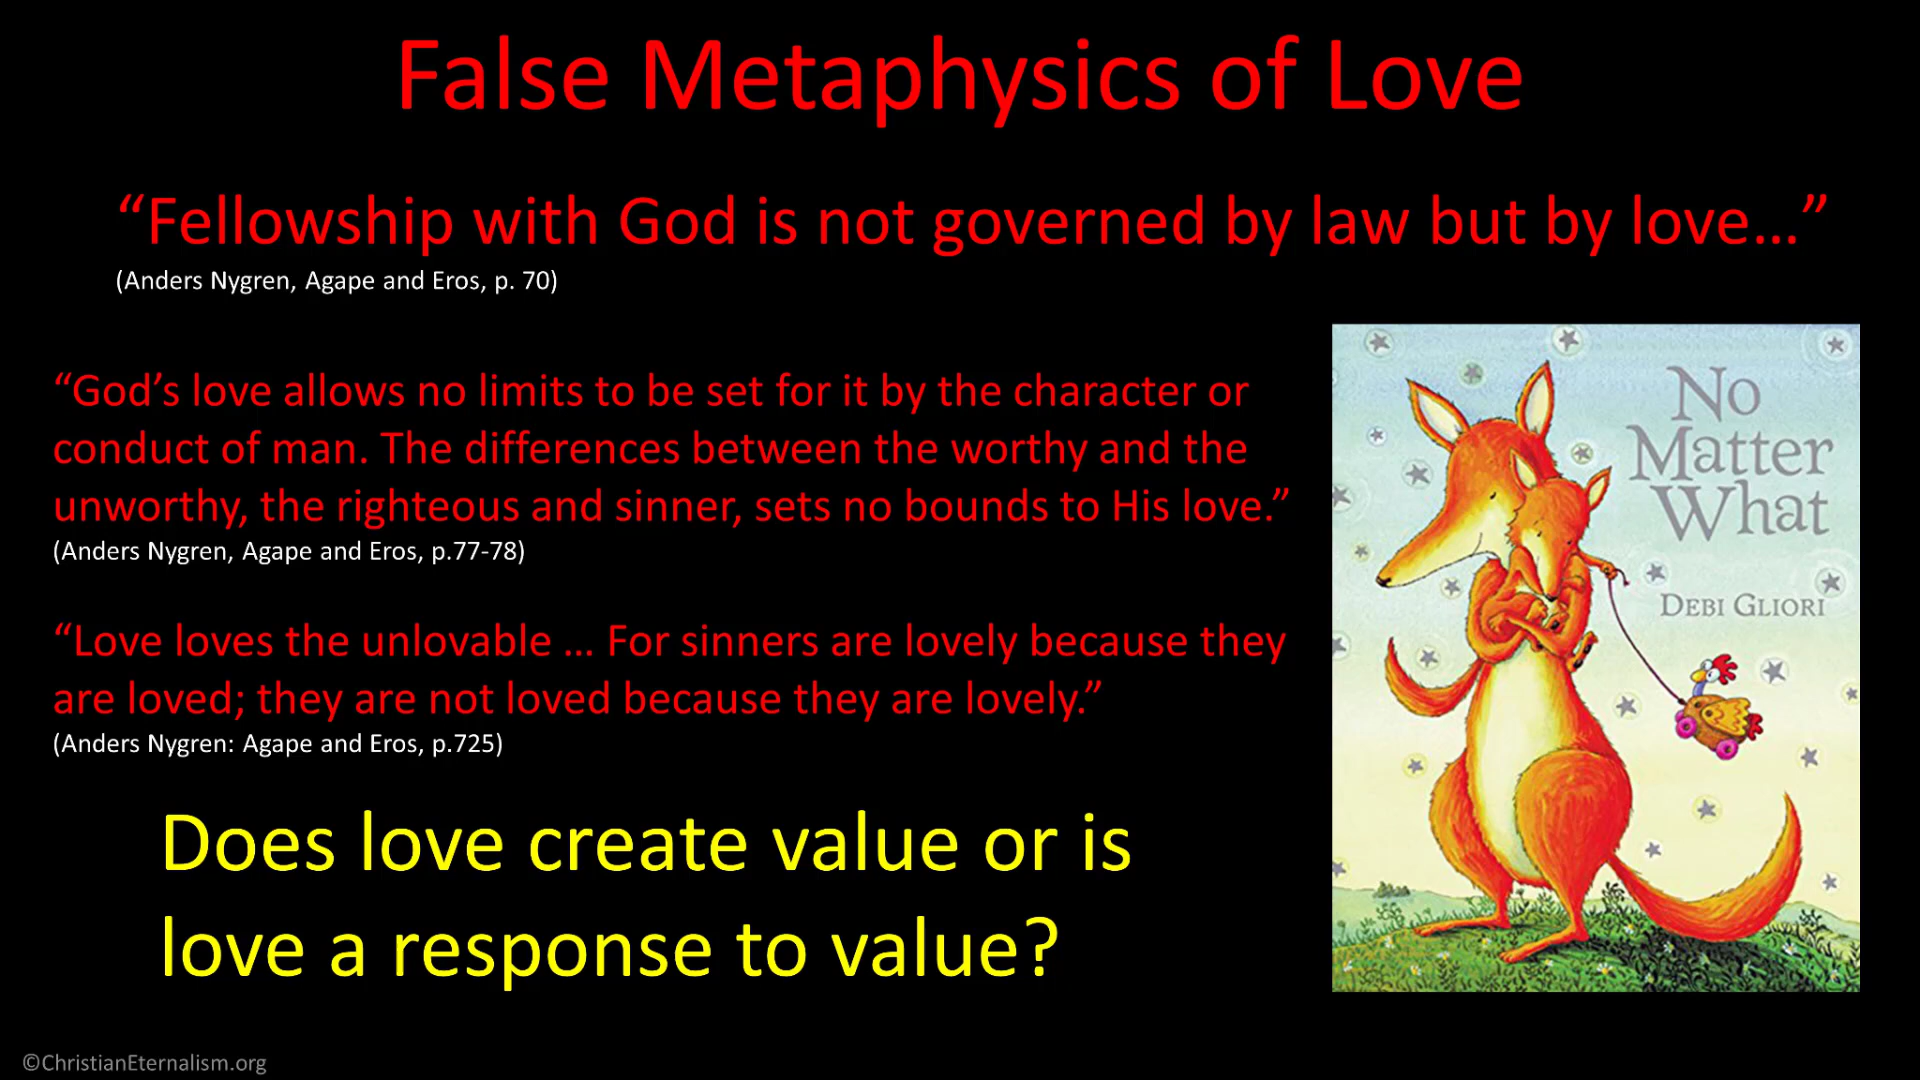 False Metaphysics of Love
“Fellowship with God is not governed by law but by love…”
(Anders Nygren, Agape and Eros, p. 70)
“God’s love allows no limits to be set for it by the character or
conduct of man. The differences between the worthy and the
unworthy, the righteous and sinner, sets no bounds to His love.”
(Anders Nygren, Agape and Eros, p.77-78)
“Love loves the unlovable … For sinners are lovely because they
are loved; they are not loved because they are lovely.”
(Anders Nygren: Agape and Eros, p.725)
Does love create value or is
love a response to value?
No
Matter
What
DEBI GLIORI
©ChristianEternalism.org